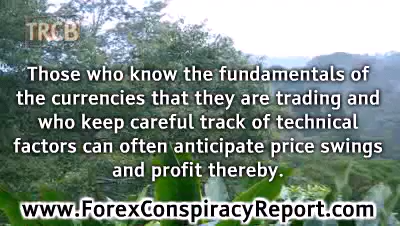 TRCB
Those who know the fundamentals of
the currencies that they are trading and
who keep careful track of technical
factors can often anticipate price swings
and profit thereby.
www.ForexConspiracyReport.com